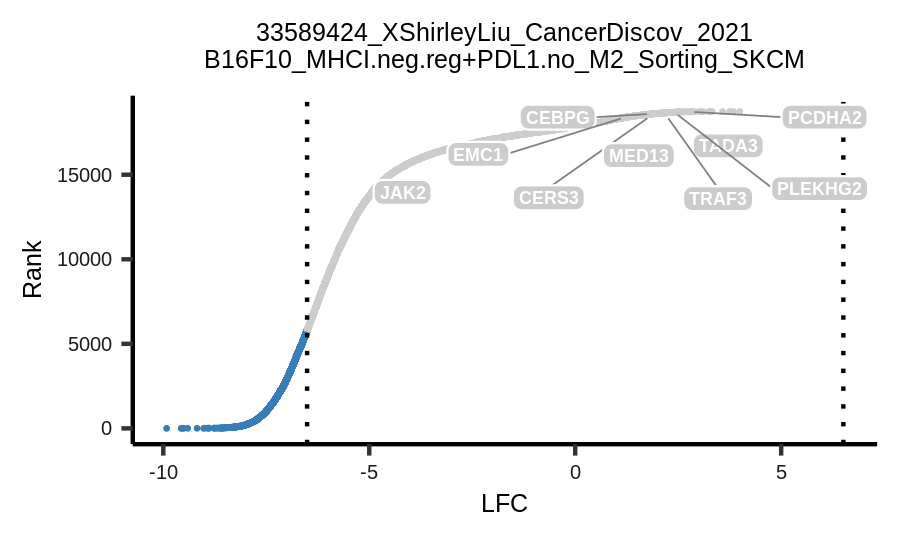 33589424_XShirleyLiu_CancerDiscov_2021
B16F10_MHCI.neg.reg+PDL1.no_M2_Sorting_SKCM
CEBPG
PCDHA2
EMC1
MED13
TADA3
JAK2
CERS3
TRAF3
PLEKHG2
15000
10000
5000
0
Rank
-10
-5
0
5
LFC